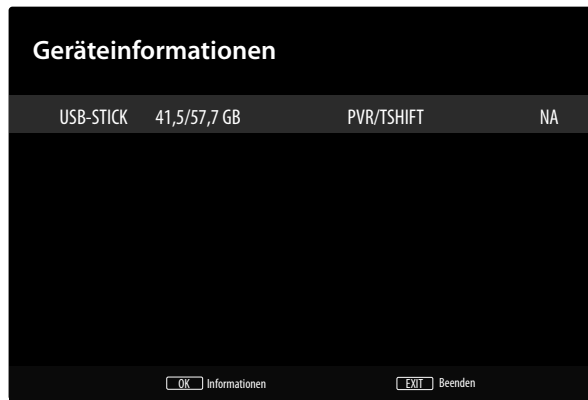 Geräteinformationen
USB-STICK 41,5/57,7 GB PVR/TSHIFT NA
OK Informationen EXIT Beenden